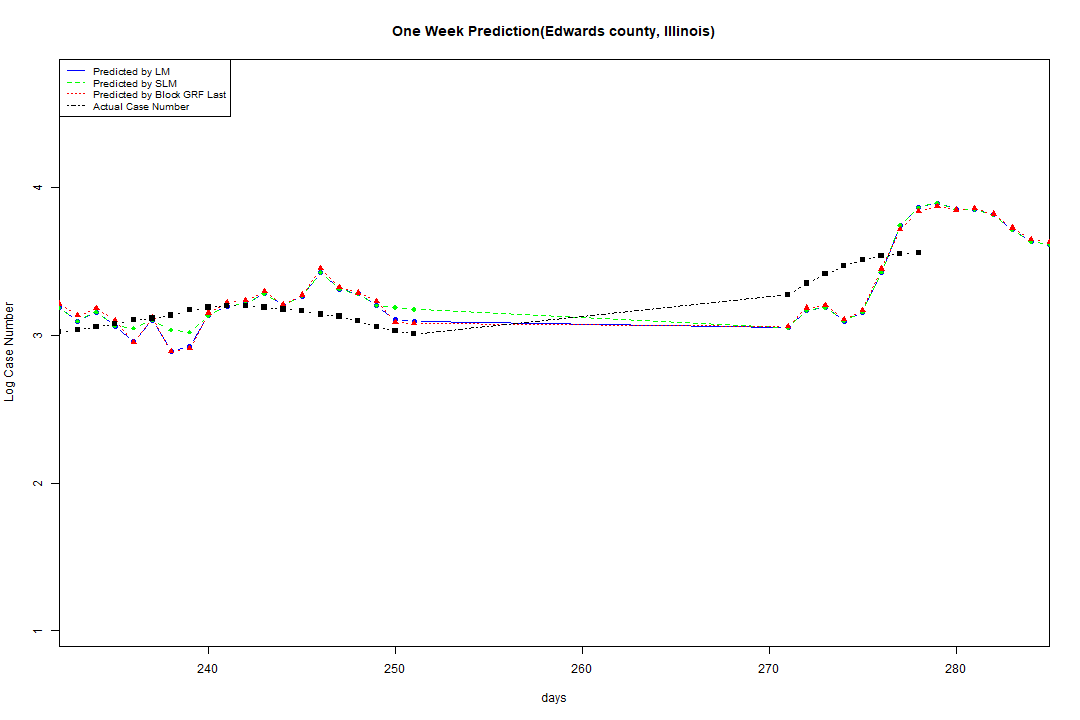 One Week Prediction(Edwards county, Illinois)
Predicted by LM
Predicted by SLM
Predicted by Block GRF Last
Actual Case Number
Log Case Number
4
3
2
1
240
250
260
270
280
days